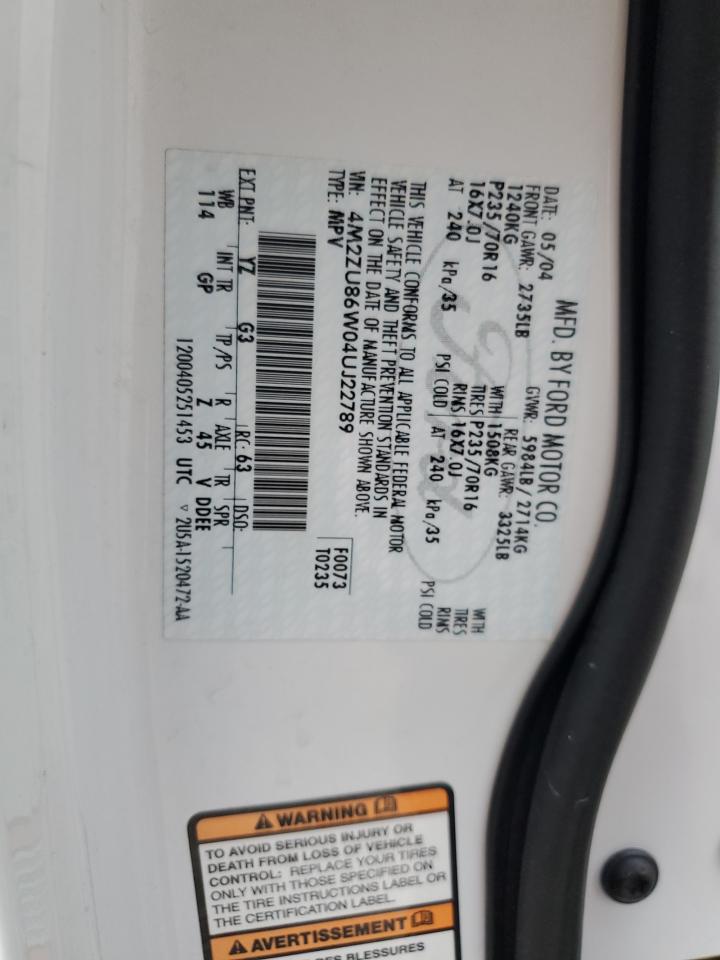 MFD. BY FORD MOTOR CO.
DATE: 05/04 GVWR: 5984LB / 2714KG
FRONT GAWR: 2735LB REAR GAWR: 3325LB
1240KG WITH 1508KG WITH
P235/70R16 TIRES P235/70R16 TIRES
16X7.0J RIMS 16X7.0J RIMS
AT 240 kPa/35 PSI COLD AT 240 kPa/35 PSI COLD
THIS VEHICLE CONFORMS TO ALL APPLICABLE FEDERAL MOTOR
VEHICLE SAFETY AND THEFT PREVENTION STANDARDS IN
EFFECT ON THE DATE OF MANUFACTURE SHOWN ABOVE.
VIN: 4M2ZU86W04UJ22789
TYPE: MPV
F0073
T0235
EXT PNT: YZ G3 RC: 63 DSO:
WB INT TR TP/PS R AXLE TR SPR
114 GP Z 45 V DDEE
1200405251453 UTC ▽ 2U5A-1520472-AA
Ford
⚠ WARNING
TO AVOID SERIOUS INJURY OR
DEATH FROM LOSS OF VEHICLE
CONTROL: REPLACE YOUR TIRES
ONLY WITH THOSE SPECIFIED ON
THE TIRE INSTRUCTIONS LABEL OR
THE CERTIFICATION LABEL.
⚠ AVERTISSEMENT
BLESSURES